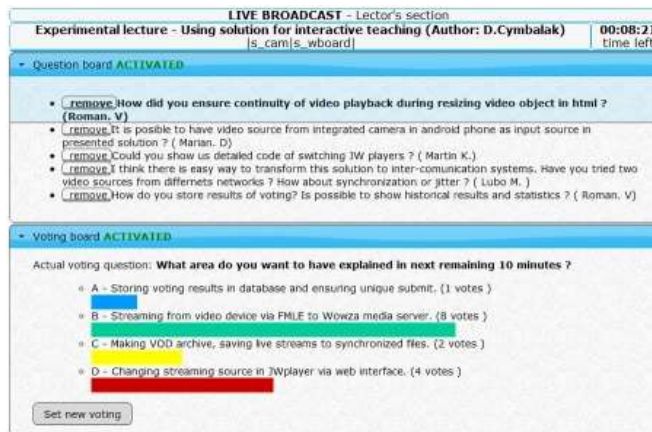 LIVE BROADCAST - Lector's section
Experimental lecture - Using solution for interactive teaching (Author: D.Cymbalak)
|s_cam|s_wboard|
00:08:21
time left
Question board ACTIVATED
remove How did you ensure continuity of video playback during resizing video object in html ?
(Roman. V)
remove It is posible to have video source from integrated camera in android phone as input source in
presented solution ? ( Marian. D)
remove Could you show us detailed code of switching JW players ? ( Martin K.)
remove I think there is easy way to transform this solution to inter-comunication systems. Have you tried two
video sources from differnets networks ? How about synchronization or jitter ? ( Lubo M. )
remove How do you store results of voting? Is possible to show historical results and statistics ? ( Roman. V)
Voting board ACTIVATED
Actual voting question: What area do you want to have explained in next remaining 10 minutes ?
A - Storing voting results in database and ensuring unique submit. (1 votes )
B - Streaming from video device via FMLE to Wowza media server. (8 votes )
C - Making VOD archive, saving live streams to synchronized files. (2 votes )
D - Changing streaming source in JWplayer via web interface. (4 votes )
Set new voting